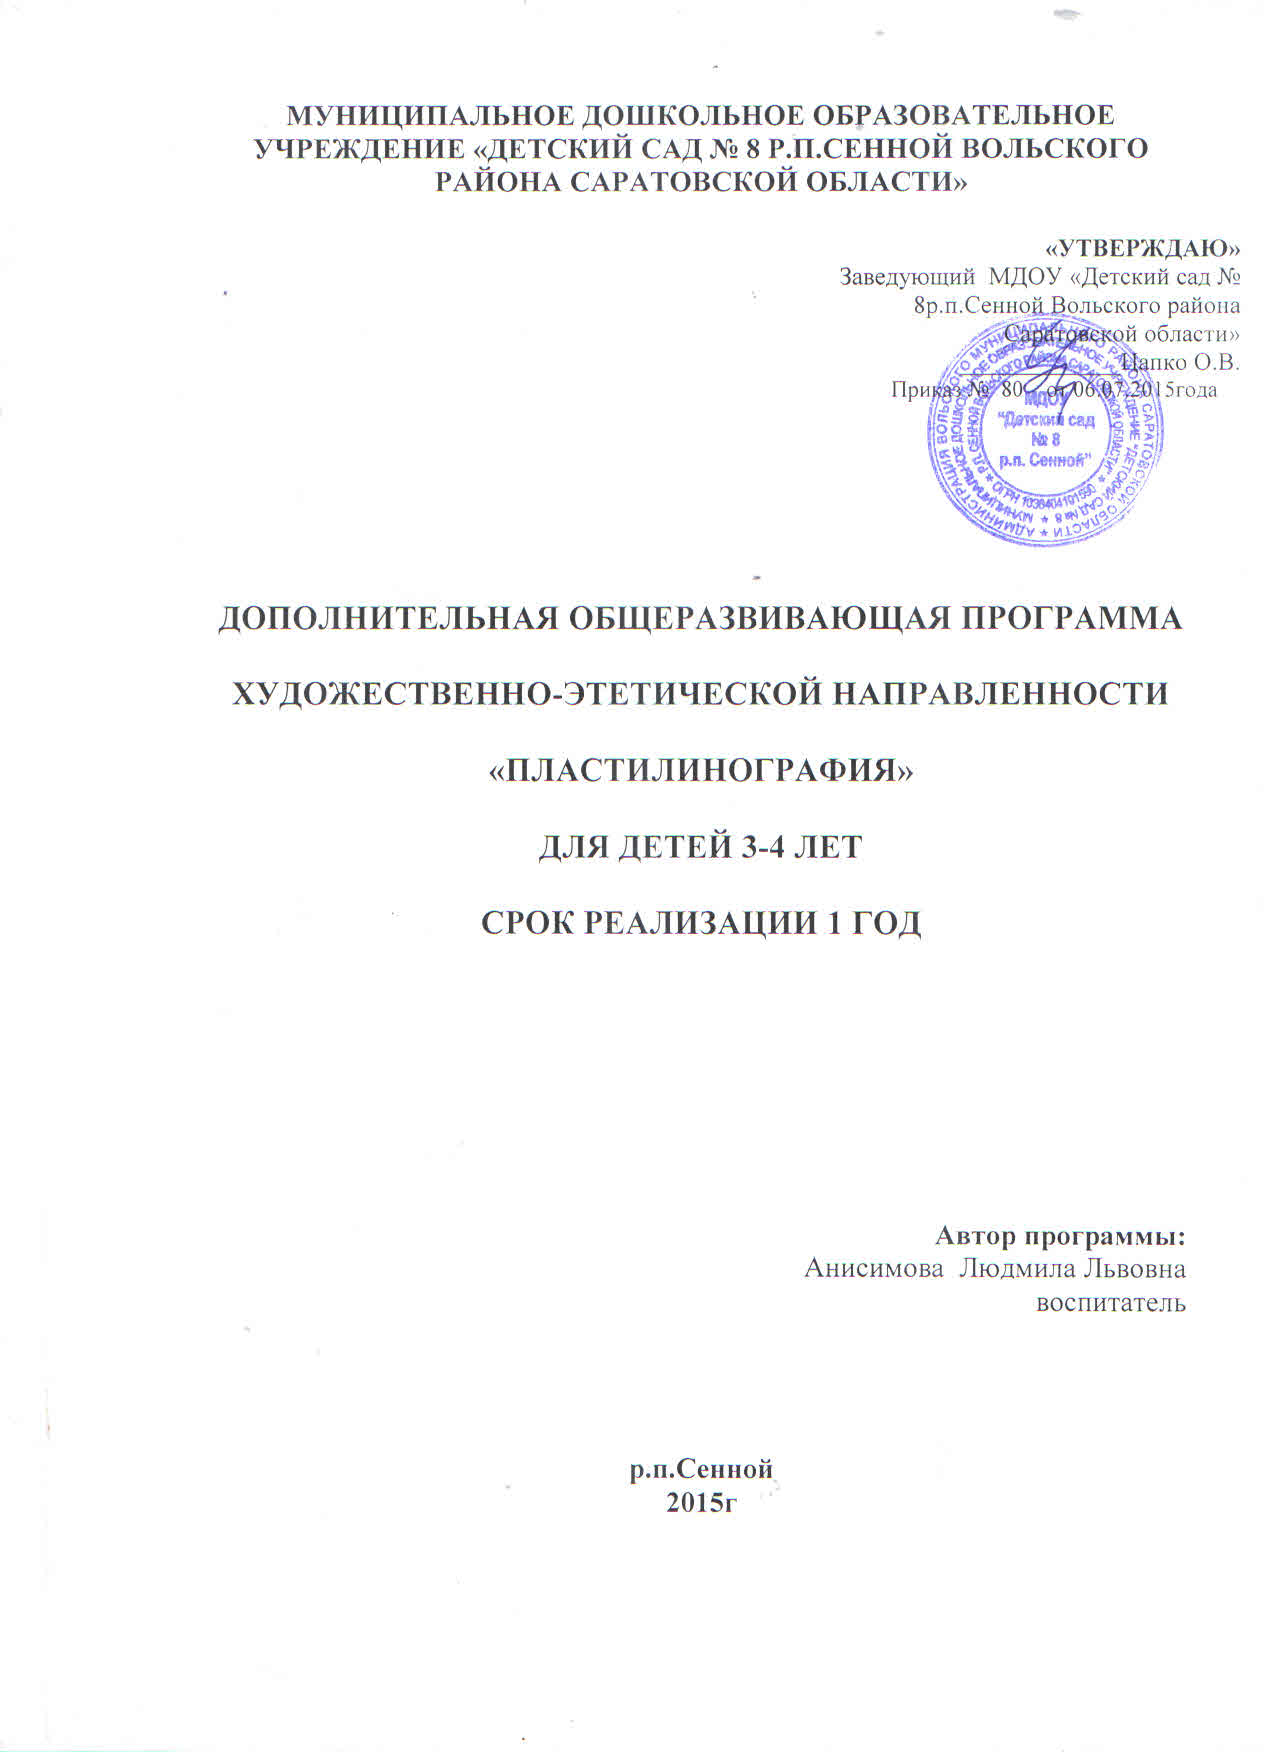 МУНИЦИПАЛЬНОЕ ДОШКОЛЬНОЕ ОБРАЗОВАТЕЛЬНОЕ
УЧРЕЖДЕНИЕ «ДЕТСКИЙ САД № 8 Р.П.СЕННОЙ ВОЛЬСКОГО
РАЙОНА САРАТОВСКОЙ ОБЛАСТИ»
«УТВЕРЖДАЮ»
Заведующий МДОУ «Детский сад №
8р.п.Сенной Вольского района
Саратовской области»
Цапко О.В.
Приказ № 80 от 06.07.2015года
МДОУ
"Детский сад
№ 8
р.п. Сенной"
ДОПОЛНИТЕЛЬНАЯ ОБЩЕРАЗВИВАЮЩАЯ ПРОГРАММА
ХУДОЖЕСТВЕННО-ЭТЕТИЧЕСКОЙ НАПРАВЛЕННОСТИ
«ПЛАСТИЛИНОГРАФИЯ»
ДЛЯ ДЕТЕЙ 3-4 ЛЕТ
СРОК РЕАЛИЗАЦИИ 1 ГОД
Автор программы:
Анисимова Людмила Львовна
воспитатель
р.п.Сенной
2015г